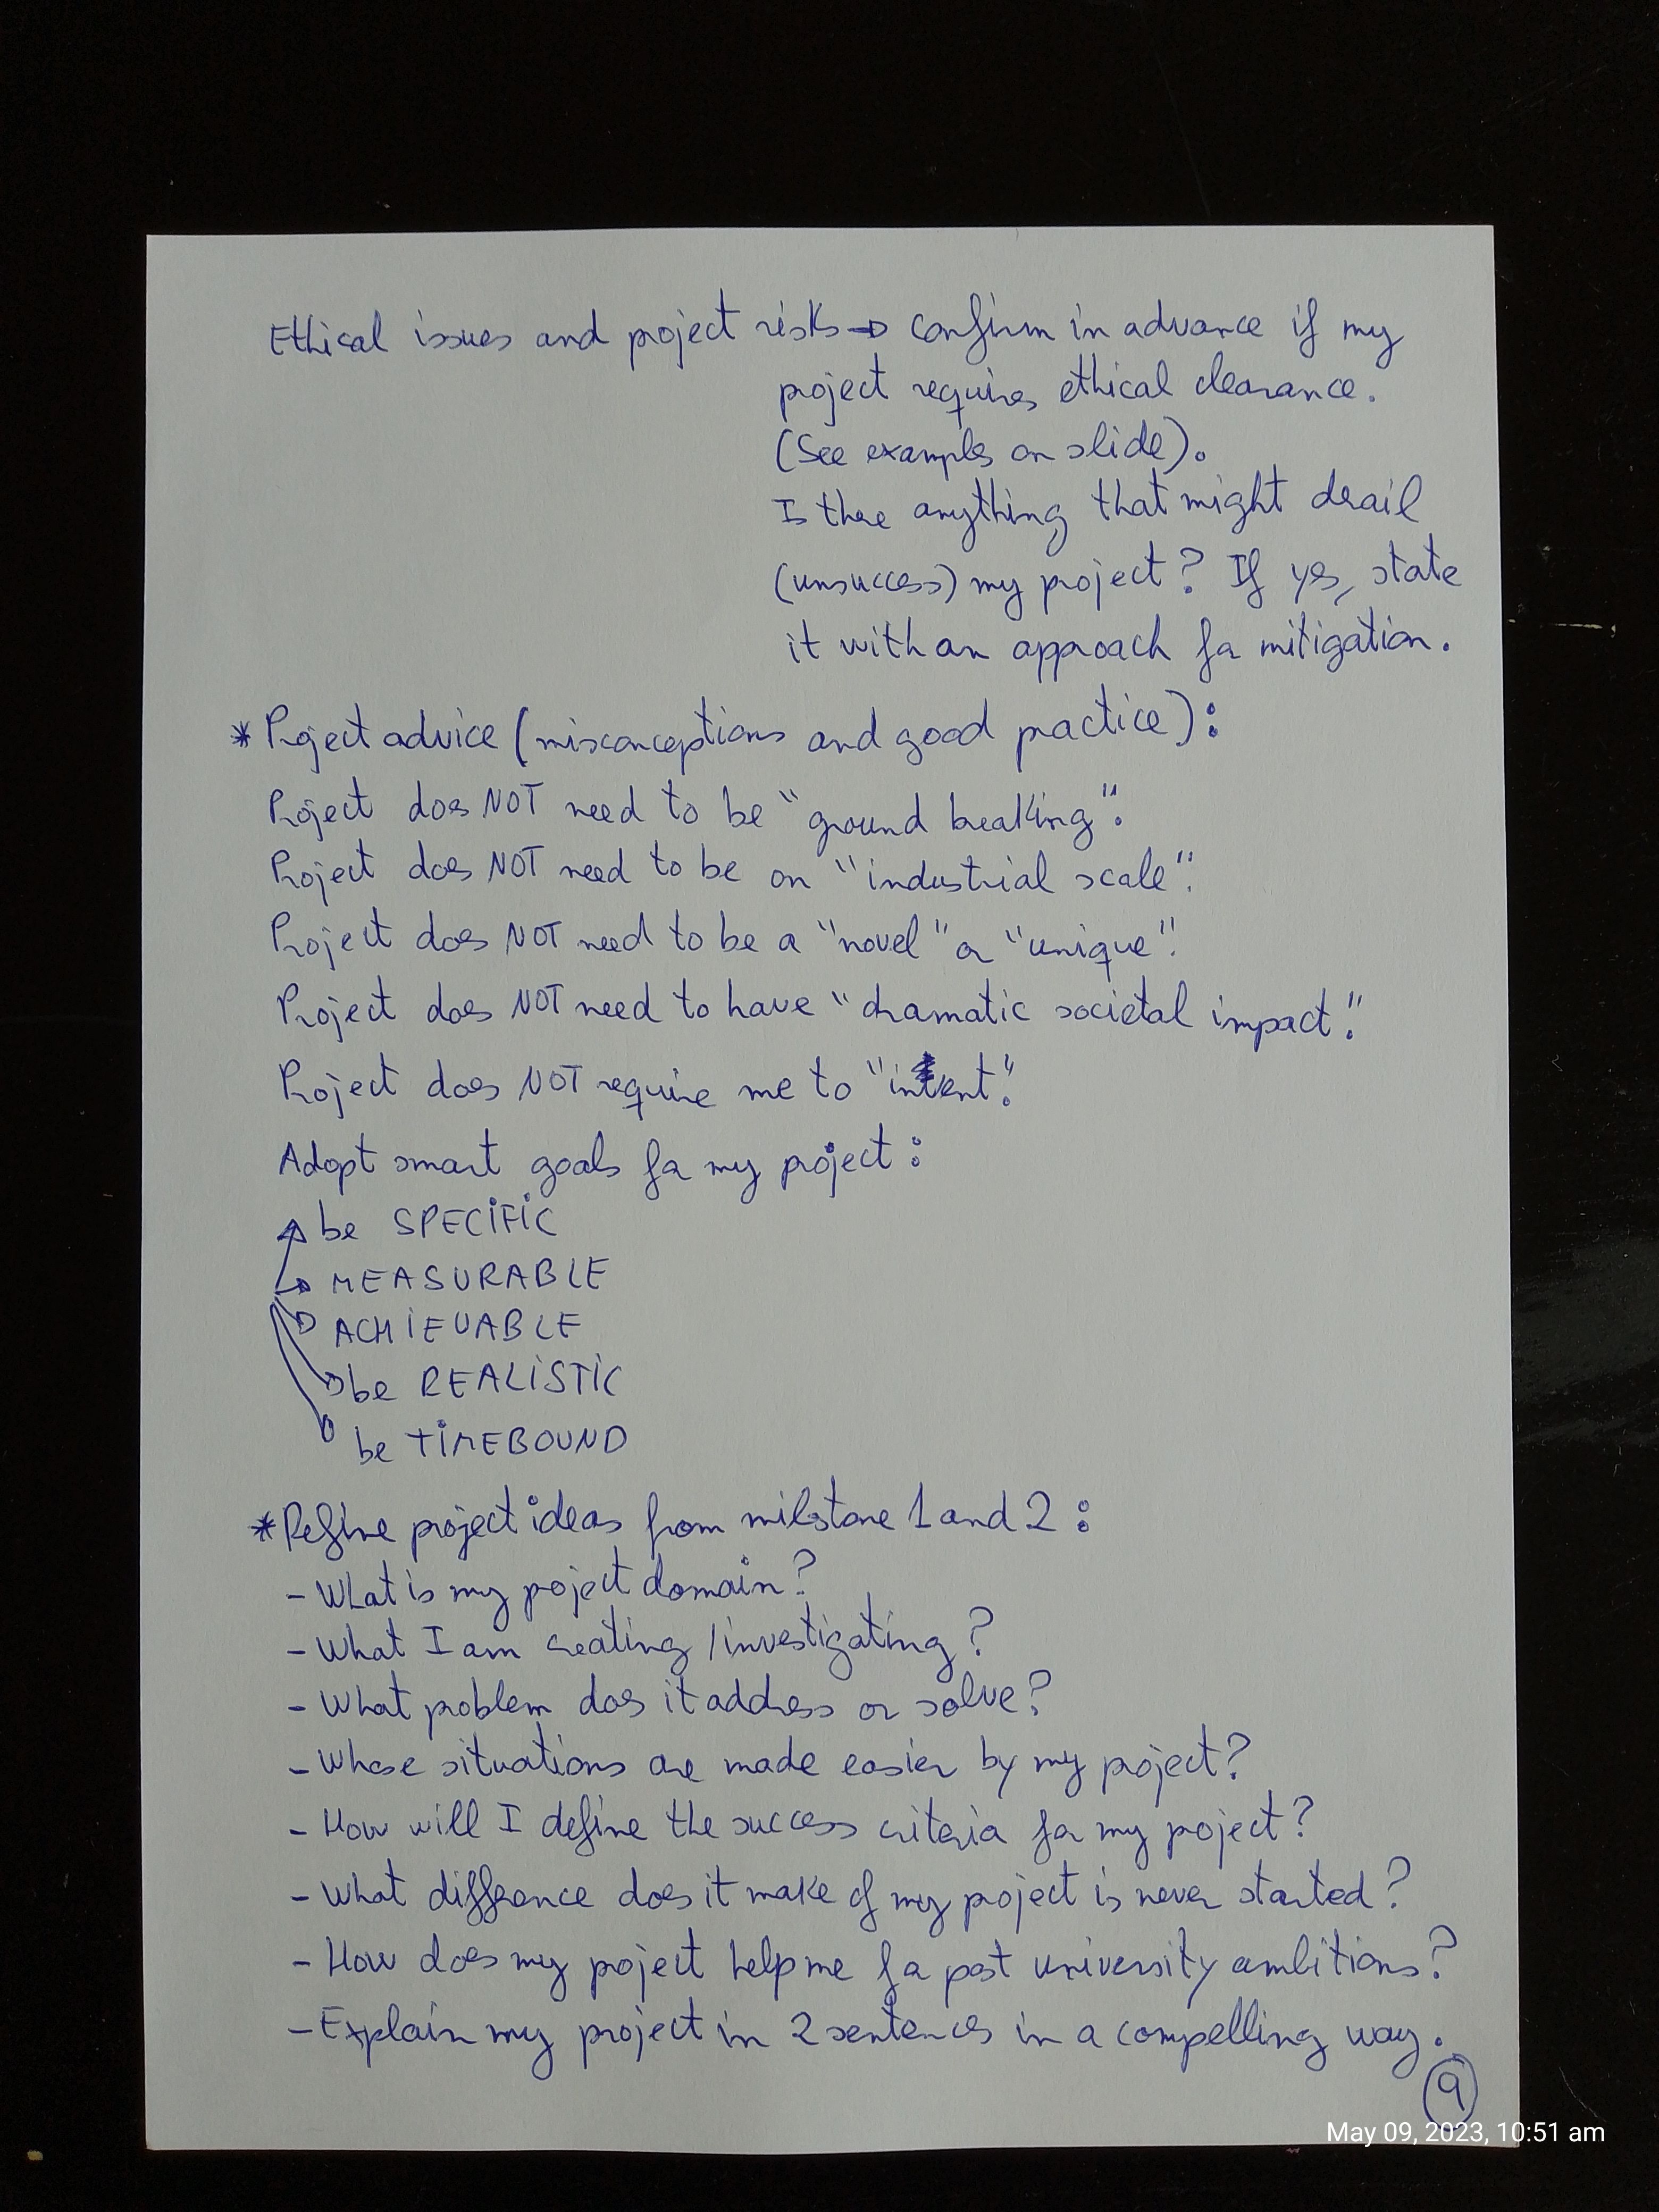 Ethical issues and project risks → confirm in advance if my
project requires ethical clearance.
(See examples on slide).
Is there anything that might derail
(unsuccess) my project? If yes, state
it with an approach for mitigation.
* Project advice (misconceptions and good practice):
Project does NOT need to be "ground breaking".
Project does NOT need to be on "industrial scale".
Project does NOT need to be a "novel" or "unique".
Project does NOT need to have "dramatic societal impact".
Project does NOT require me to "invent".
Adopt smart goals for my project:
be SPECIFIC
MEASURABLE
ACHIEVABLE
be REALISTIC
be TIMEBOUND
* Refine project ideas from milestone 1 and 2:
- What is my project domain?
- What I am creating/investigating?
- What problem does it address or solve?
- Whose situations are made easier by my project?
- How will I define the success criteria for my project?
- What difference does it make if my project is never started?
- How does my project help me for post university ambitions?
- Explain my project in 2 sentences in a compelling way.
9
May 09, 2023, 10:51 am